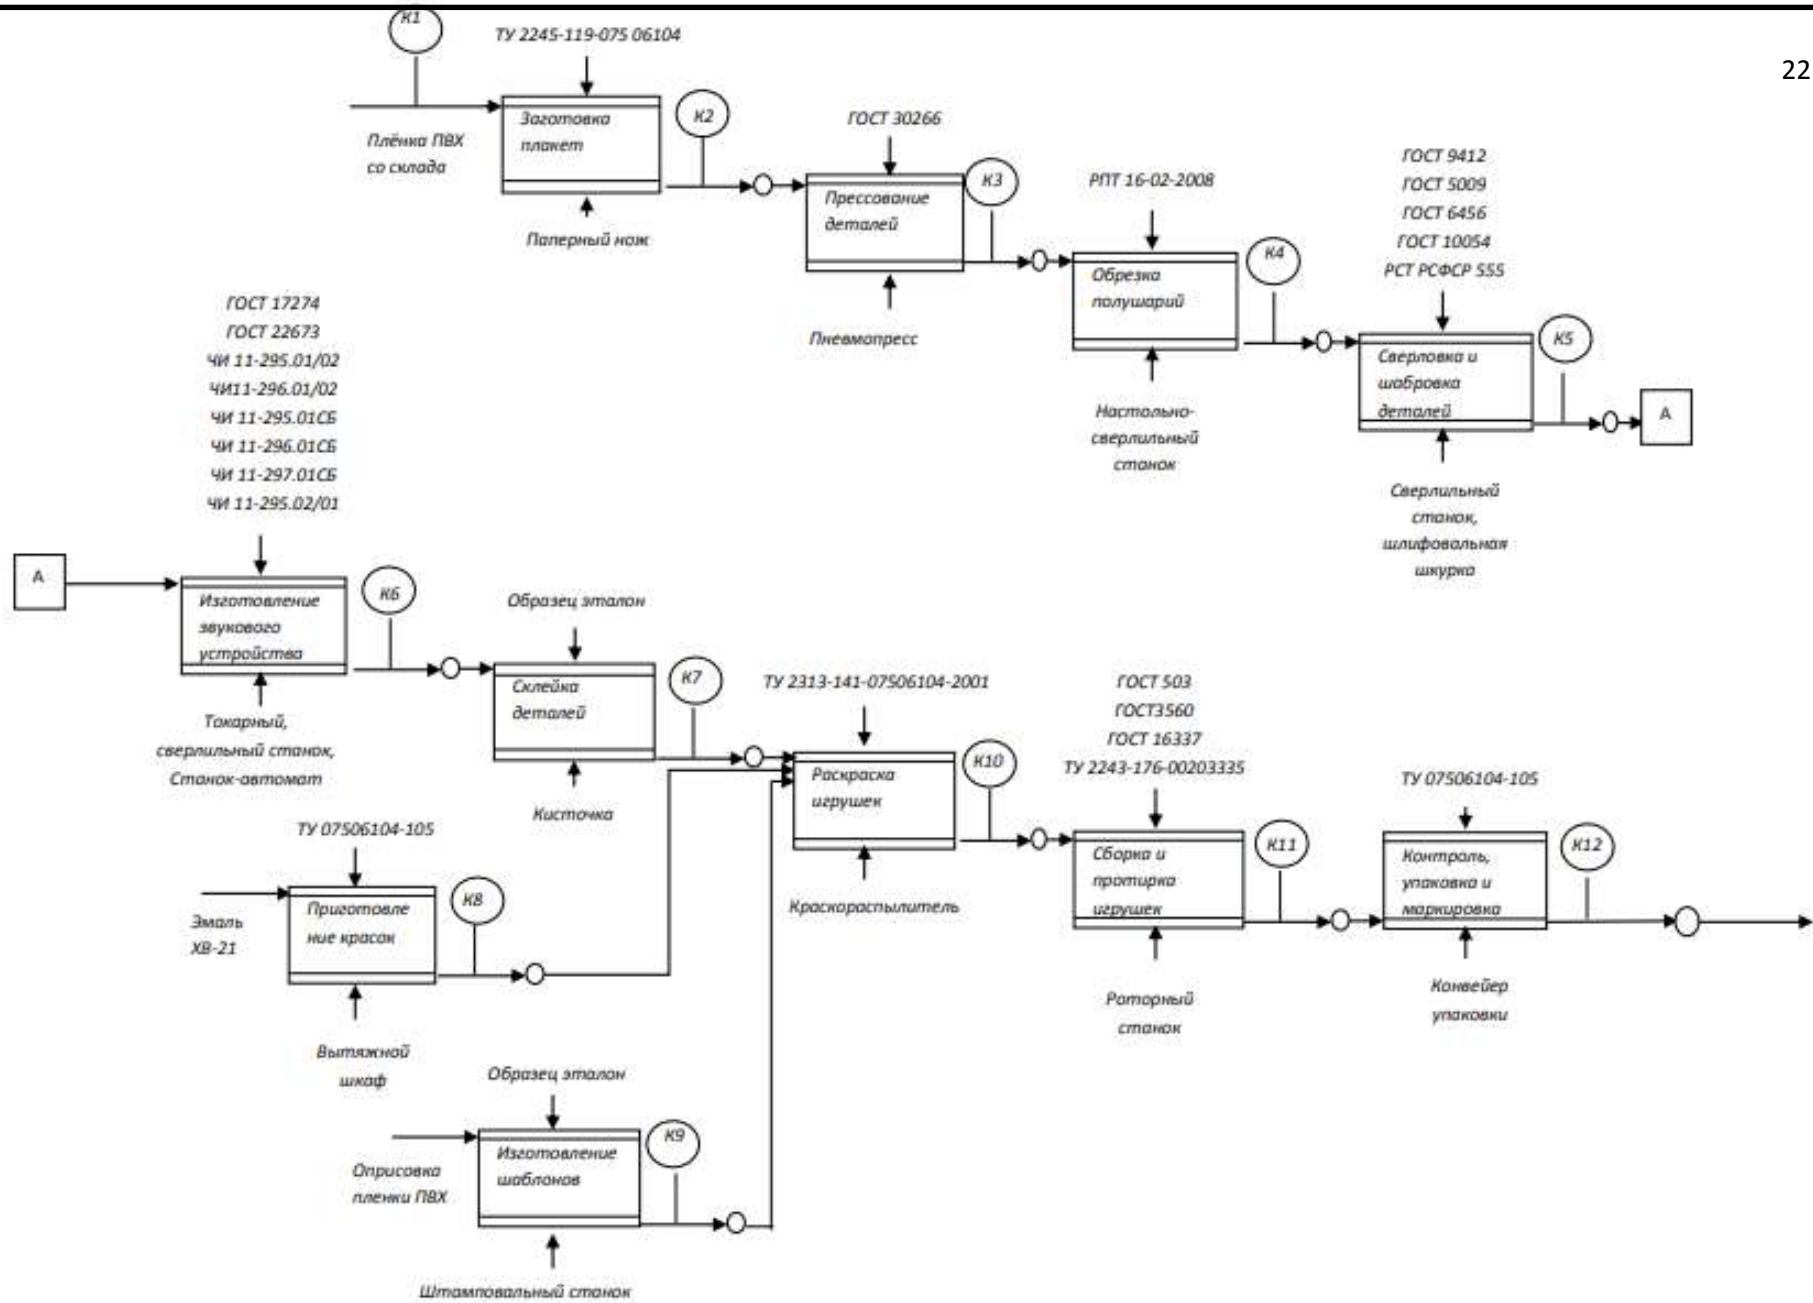 22
К1
ТУ 2245-119-075 06104
Плёнка ПВХ
со склада
Заготовка
плакет
Паперный нож
К2
ГОСТ 30266
Прессование
деталей
Пневмопресс
К3
РПТ 16-02-2008
Обрезка
полушарий
Настольно-
сверлильный
станок
К4
ГОСТ 9412
ГОСТ 5009
ГОСТ 6456
ГОСТ 10054
РСТ РСФСР 555
Сверловка и
шабровка
деталей
Сверлильный
станок,
шлифовальная
шкурка
К5
А
ГОСТ 17274
ГОСТ 22673
ЧИ 11-295.01/02
ЧИ11-296.01/02
ЧИ 11-295.01СБ
ЧИ 11-296.01СБ
ЧИ 11-297.01СБ
ЧИ 11-295.02/01
А
Изготовление
звукового
устройства
Токарный,
сверлильный станок,
Станок-автомат
К6
Образец эталон
Склейка
деталей
Кисточка
К7
ТУ 2313-141-07506104-2001
Раскраска
игрушек
Краскораспылитель
К10
ГОСТ 503
ГОСТ3560
ГОСТ 16337
ТУ 2243-176-00203335
Сборка и
протирка
игрушек
Роторный
станок
К11
ТУ 07506104-105
Контроль,
упаковка и
маркировка
Конвейер
упаковки
К12
ТУ 07506104-105
Эмаль
ХВ-21
Приготовле
ние красок
Вытяжной
шкаф
К8
Образец эталон
Оприсовка
пленки ПВХ
Изготовление
шаблонов
Штамповальный станок
К9